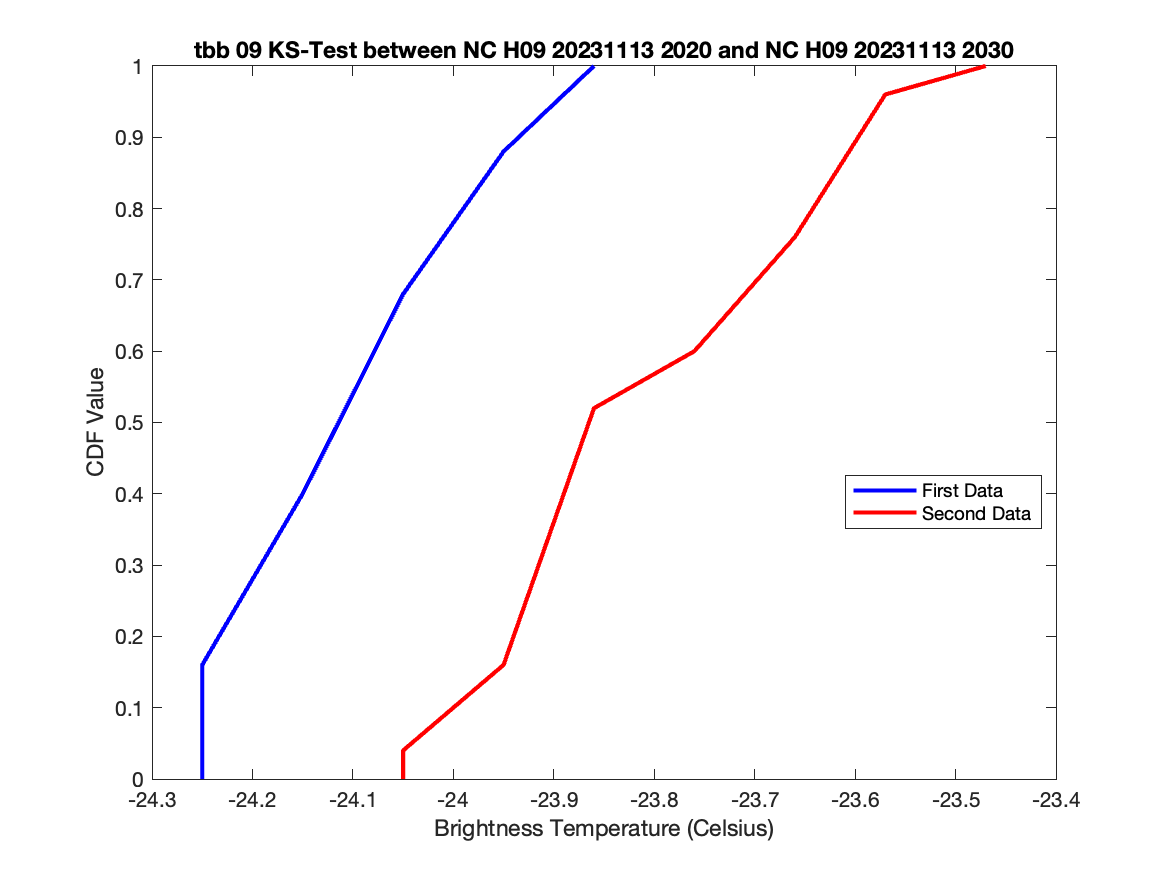 tbb 09 KS-Test between NC H09 20231113 2020 and NC H09 20231113 2030
1
0.9
0.8
0.7
0.6
0.5
0.4
0.3
0.2
0.1
0
CDF Value
First Data
Second Data
-24.3 -24.2 -24.1 -24 -23.9 -23.8 -23.7 -23.6 -23.5 -23.4
Brightness Temperature (Celsius)